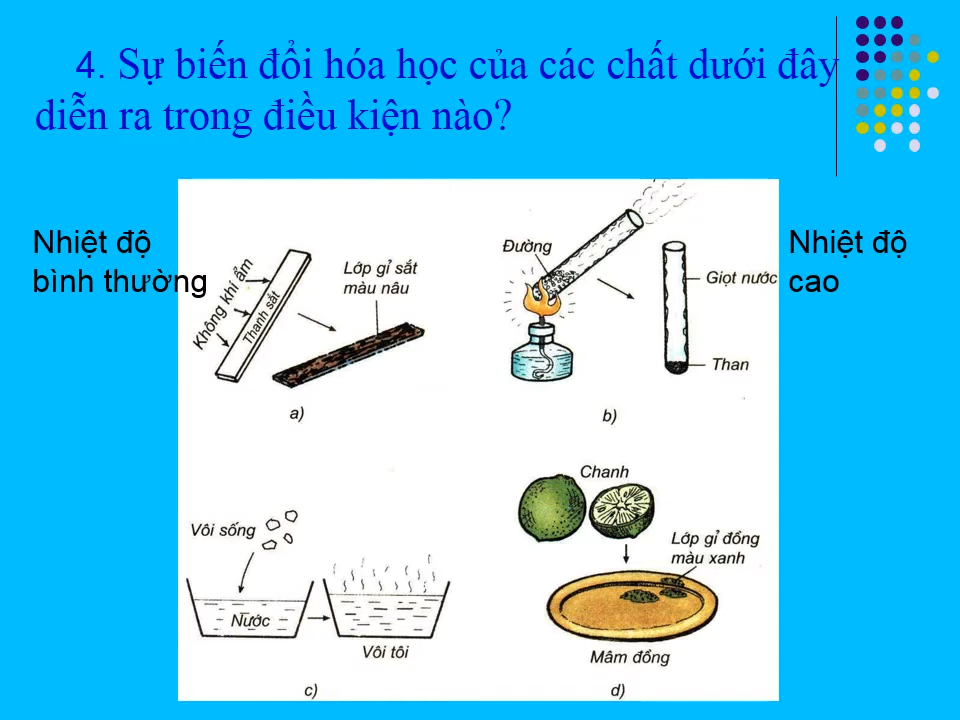 4. Sự biến đổi hóa học của các chất dưới đây
diễn ra trong điều kiện nào?
Nhiệt độ
bình thường
Không khí ẩm
Thanh sắt
Lớp gỉ sắt
màu nâu
a)
Đường
Giọt nước
Than
b)
Nhiệt độ
cao
Vôi sống
Nước
Vôi tôi
c)
Chanh
Lớp gỉ đồng
màu xanh
Mâm đồng
d)